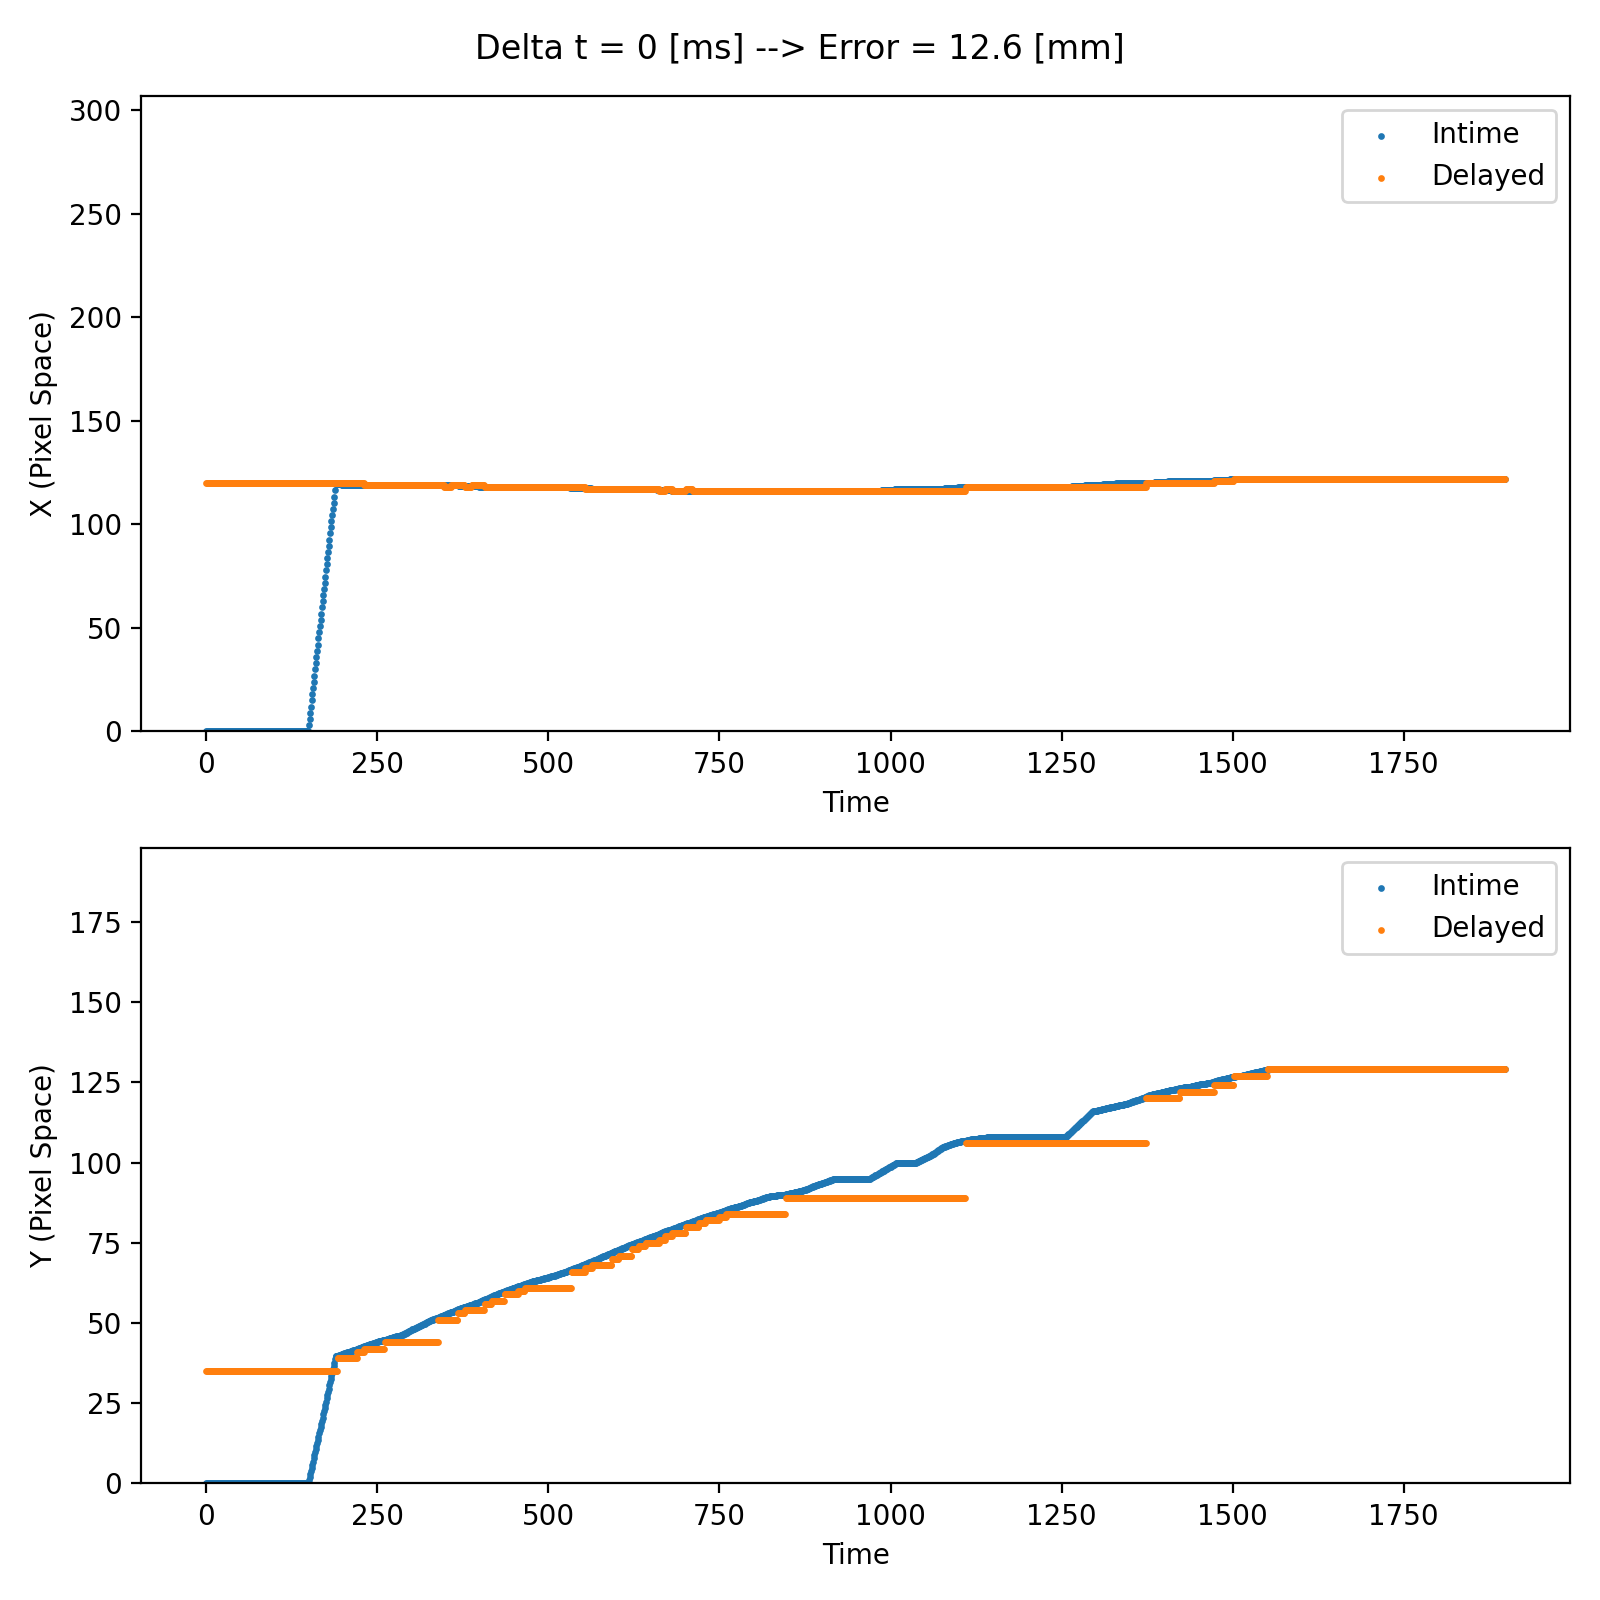 Delta t = 0 [ms] --> Error = 12.6 [mm]
300
250
200
150
100
50
0
X (Pixel Space)
Intime
Delayed
0 250 500 750 1000 1250 1500 1750
Time
175
150
125
100
75
50
25
0
Y (Pixel Space)
Intime
Delayed
0 250 500 750 1000 1250 1500 1750
Time